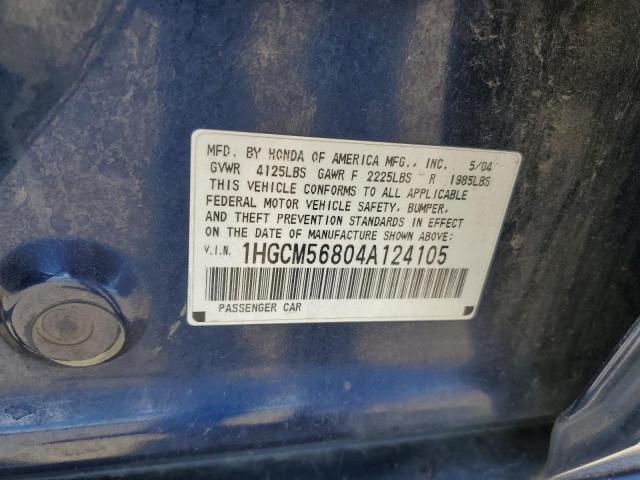 MFD. BY HONDA OF AMERICA MFG., INC. 5/04
GVWR 4125LBS GAWR F 2225LBS R 1985LBS
THIS VEHICLE CONFORMS TO ALL APPLICABLE
FEDERAL MOTOR VEHICLE SAFETY, BUMPER,
AND THEFT PREVENTION STANDARDS IN EFFECT
ON THE DATE OF MANUFACTURE SHOWN ABOVE:
V.I.N. 1HGCM56804A124105
PASSENGER CAR